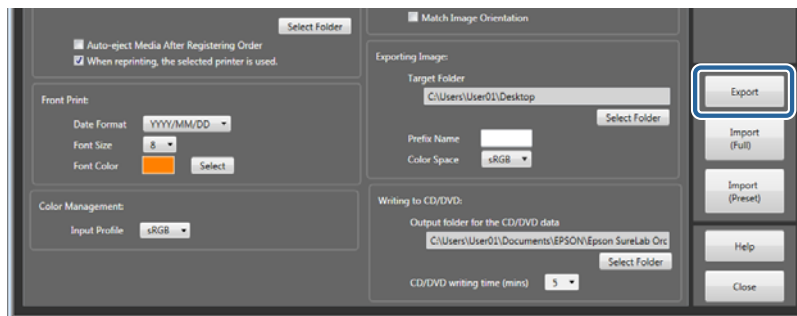 Select Folder
Auto-eject Media After Registering Order
When reprinting, the selected printer is used.
Front Print:
Date Format YYYY/MM/DD
Font Size 8
Font Color Select
Color Management:
Input Profile sRGB
Match Image Orientation
Exporting Image:
Target Folder
C:\Users\User01\Desktop
Select Folder
Prefix Name
Color Space sRGB
Writing to CD/DVD:
Output folder for the CD/DVD data
C:\Users\User01\Documents\EPSON\Epson SureLab Orc
Select Folder
CD/DVD writing time (mins) 5
Export
Import
(Full)
Import
(Preset)
Help
Close